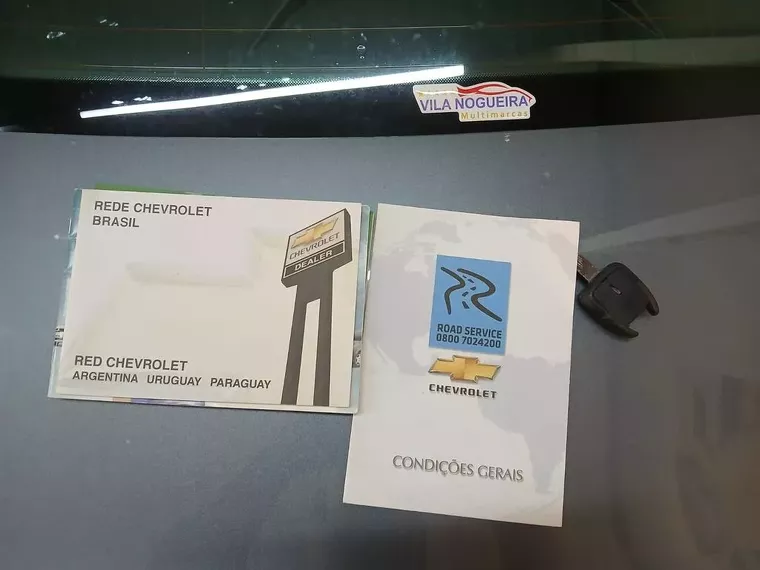 VILA NOGUEIRA
Multimarcas
REDE CHEVROLET
BRASIL
CHEVROLET
DEALER
RED CHEVROLET
ARGENTINA URUGUAY PARAGUAY
ROAD SERVICE
0800 7024200
CHEVROLET
CONDIÇÕES GERAIS